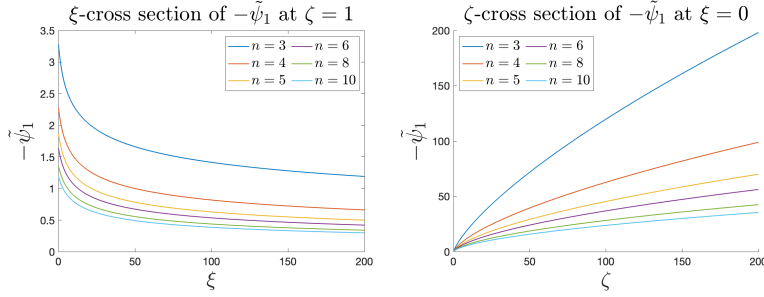 ξ-cross section of −ψ̃₁ at ζ = 1
3.5
3
2.5
2
1.5
1
0.5
0
−ψ̃₁
n = 3 n = 6
n = 4 n = 8
n = 5 n = 10
0 50 100 150 200
ξ
ζ-cross section of −ψ̃₁ at ξ = 0
200
150
100
50
0
−ψ̃₁
n = 3 n = 6
n = 4 n = 8
n = 5 n = 10
0 50 100 150 200
ζ